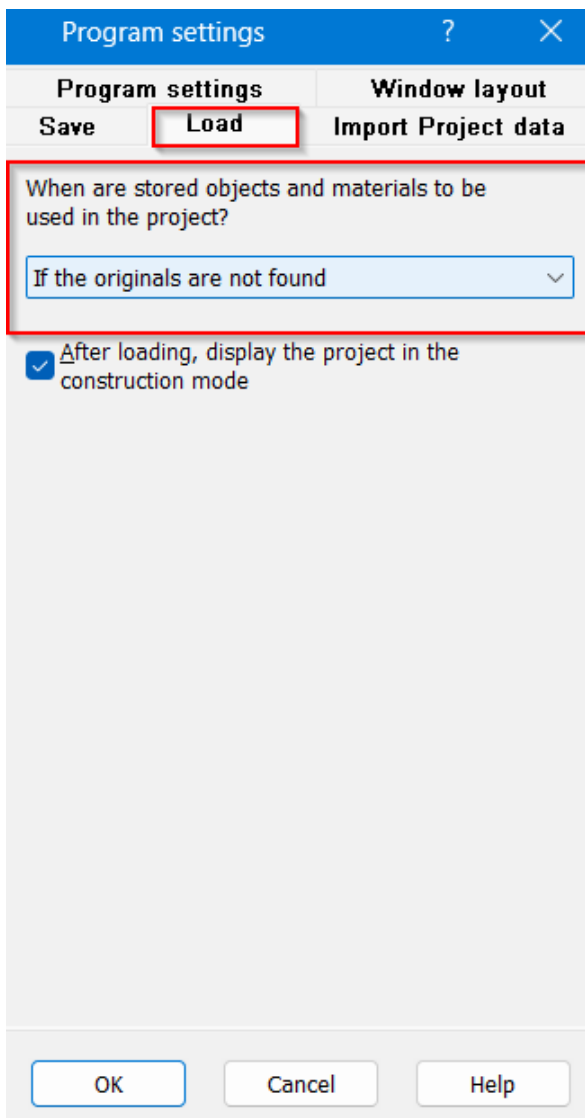 Program settings ?
Program settings Window layout
Save Load Import Project data
When are stored objects and materials to be
used in the project?
If the originals are not found
After loading, display the project in the
construction mode
OK Cancel Help